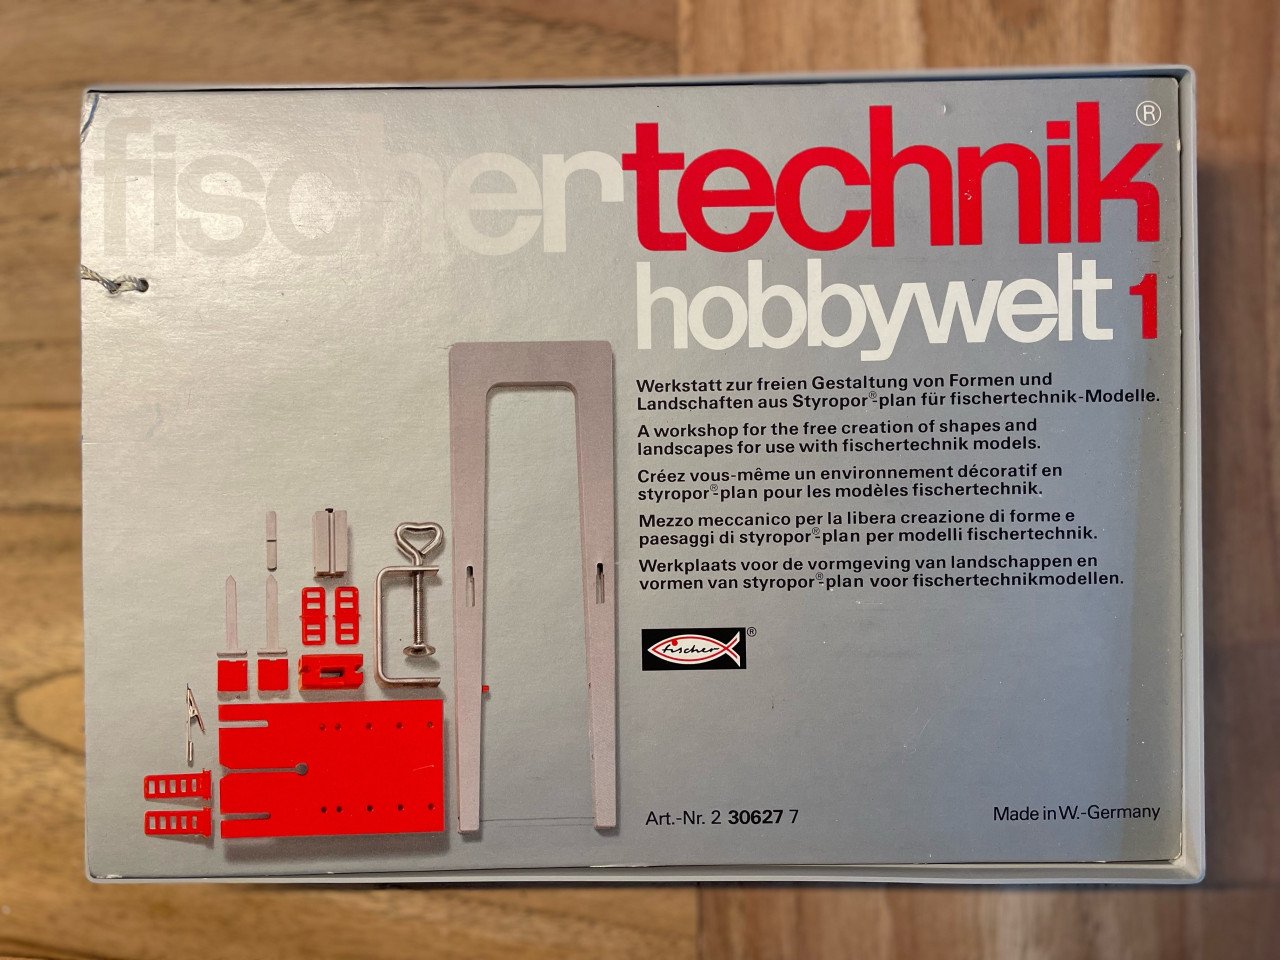 fischertechnik®
hobbywelt 1
Werkstatt zur freien Gestaltung von Formen und
Landschaften aus Styropor®-plan für fischertechnik-Modelle.
A workshop for the free creation of shapes and
landscapes for use with fischertechnik models.
Créez vous-même un environnement décoratif en
styropor®-plan pour les modèles fischertechnik.
Mezzo meccanico per la libera creazione di forme e
paesaggi di styropor®-plan per modelli fischertechnik.
Werkplaats voor de vormgeving van landschappen en
vormen van styropor®-plan voor fischertechnikmodellen.
fischer®
Art.-Nr. 2 30627 7
Made in W.-Germany